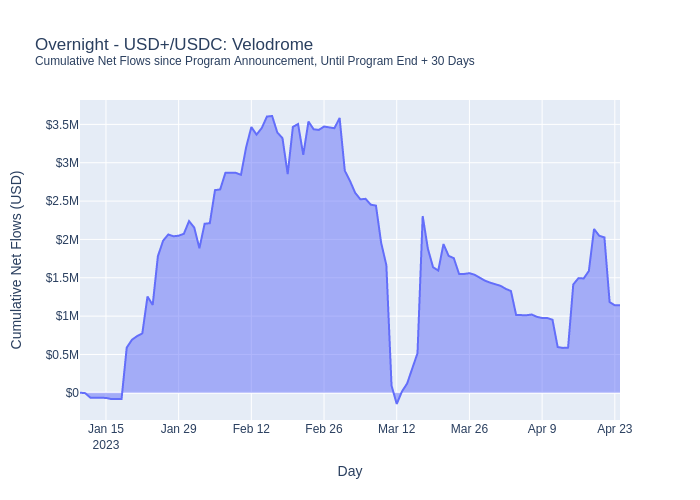 Overnight - USD+/USDC: Velodrome
Cumulative Net Flows since Program Announcement, Until Program End + 30 Days
Cumulative Net Flows (USD)
$3.5M
$3M
$2.5M
$2M
$1.5M
$1M
$0.5M
$0
Jan 15
2023
Jan 29
Feb 12
Feb 26
Mar 12
Mar 26
Apr 9
Apr 23
Day